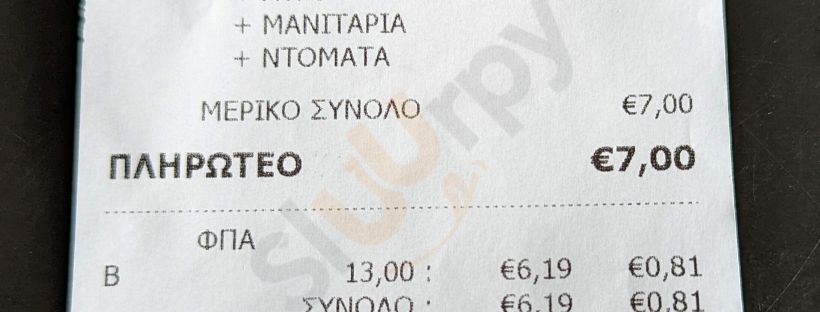 + ΜΑΝΙΤΑΡΙΑ
+ ΝΤΟΜΑΤΑ
ΜΕΡΙΚΟ ΣΥΝΟΛΟ €7,00
ΠΛΗΡΩΤΕΟ €7,00
ΦΠΑ
Β 13,00 : €6,19 €0,81
ΣΥΝΟΛΟ : €6,19 €0,81
Sluurpy